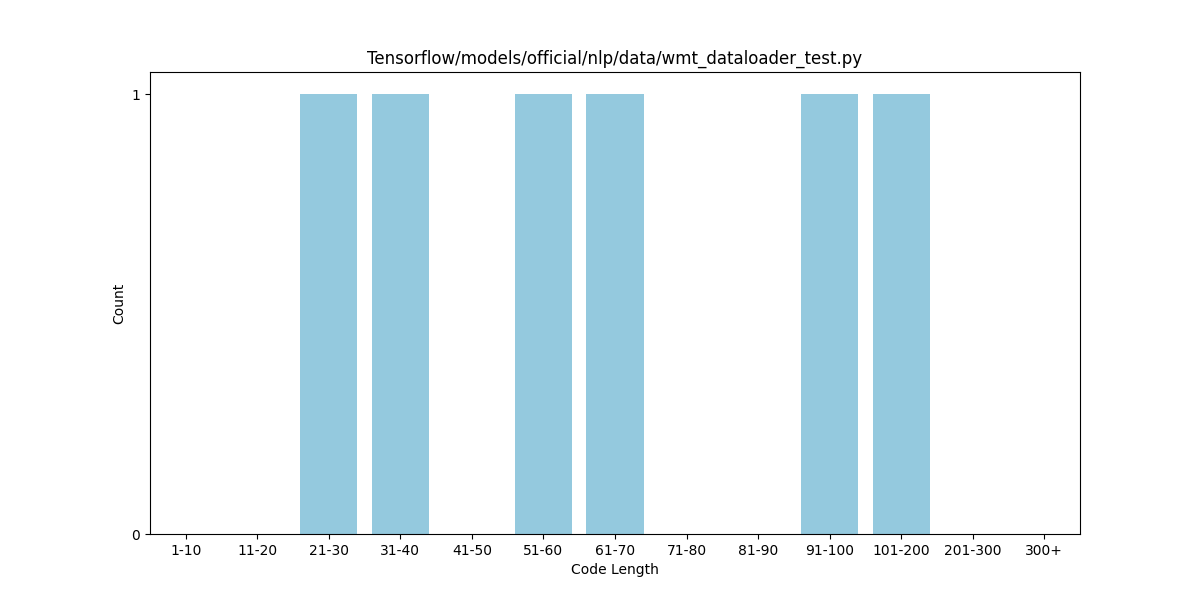 Tensorflow/models/official/nlp/data/wmt_dataloader_test.py
Count
1
0
1-10 11-20 21-30 31-40 41-50 51-60 61-70 71-80 81-90 91-100 101-200 201-300 300+
Code Length